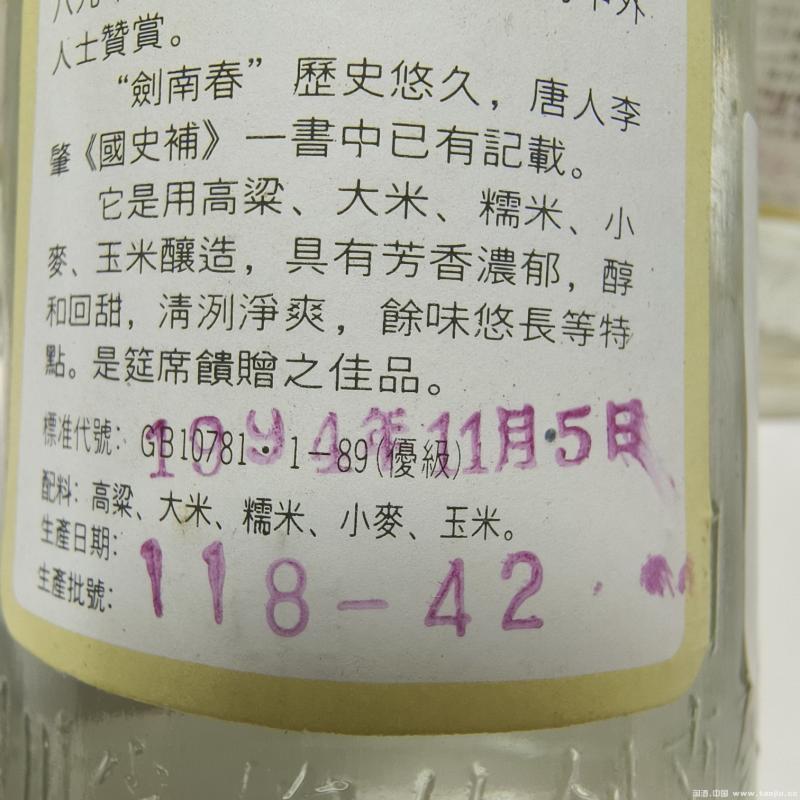 人士贊賞。
“劍南春”歷史悠久，唐人李
肇《國史補》一書中已有記載。
它是用高粱、大米、糯米、小
麥、玉米釀造，具有芳香濃郁，醇
和回甜，清洌淨爽，餘味悠長等特
點。是筵席饋贈之佳品。
標准代號：GB10781·1—89(優級)
1994年11月5日
配料：高粱、大米、糯米、小麥、玉米。
生產日期：
生產批號：
118—42